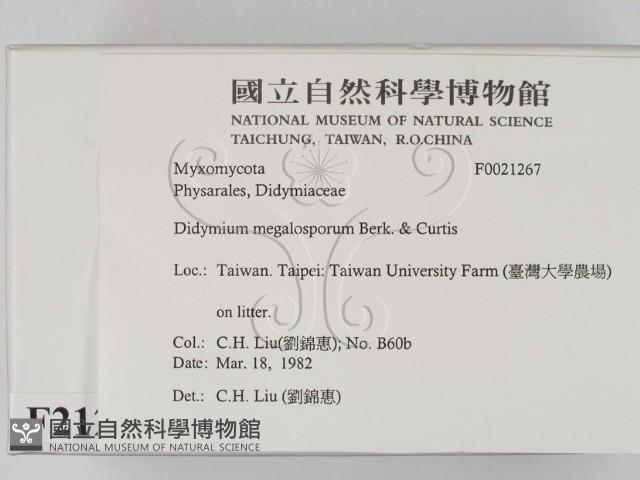 國立自然科學博物館
NATIONAL MUSEUM OF NATURAL SCIENCE
TAICHUNG, TAIWAN, R.O.CHINA
Myxomycota F0021267
Physarales, Didymiaceae
Didymium megalosporum Berk. & Curtis
Loc.: Taiwan. Taipei: Taiwan University Farm (臺灣大學農場)
on litter.
Col.: C.H. Liu(劉錦惠); No. B60b
Date: Mar. 18, 1982
Det.: C.H. Liu (劉錦惠)
國立自然科學博物館
NATIONAL MUSEUM OF NATURAL SCIENCE